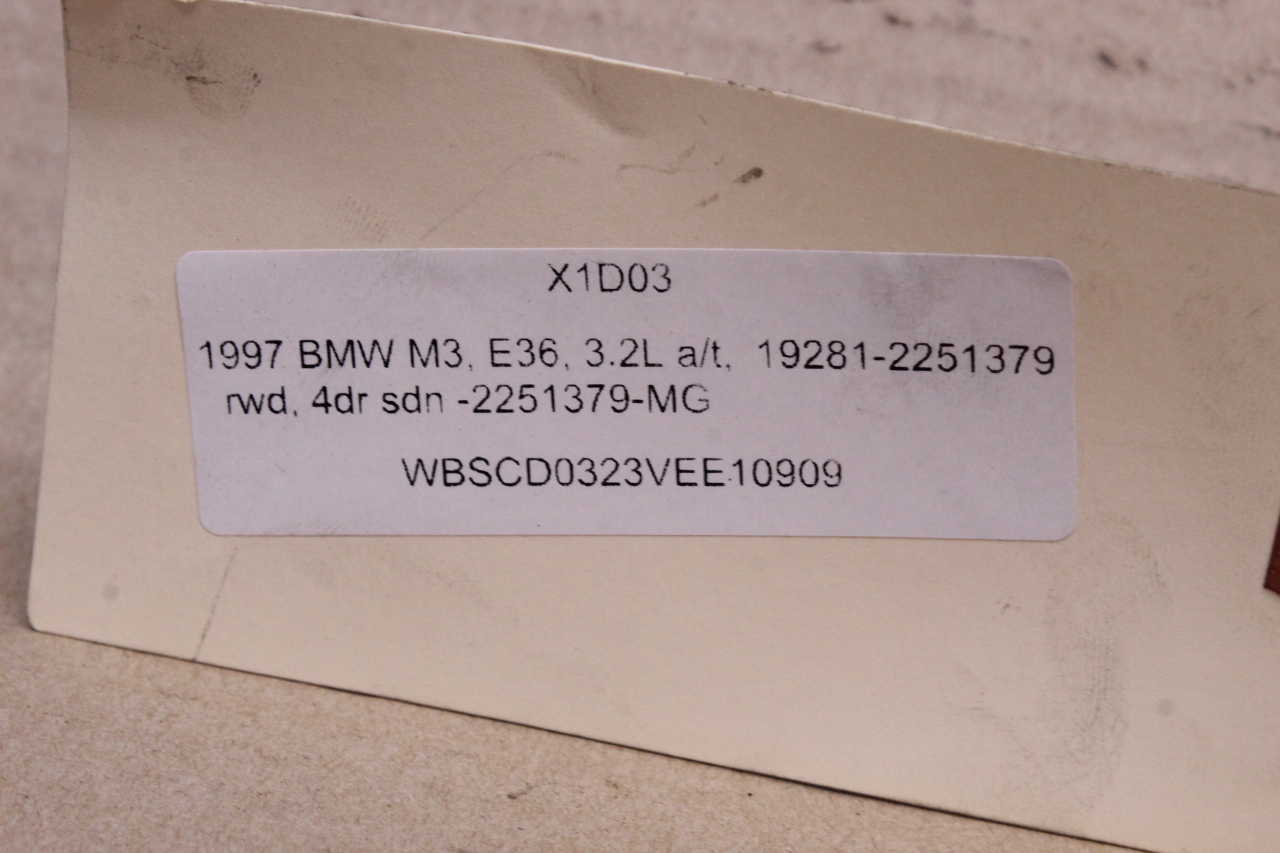 X1D03
1997 BMW M3, E36, 3.2L a/t, 19281-2251379
rwd, 4dr sdn -2251379-MG
WBSCD0323VEE10909